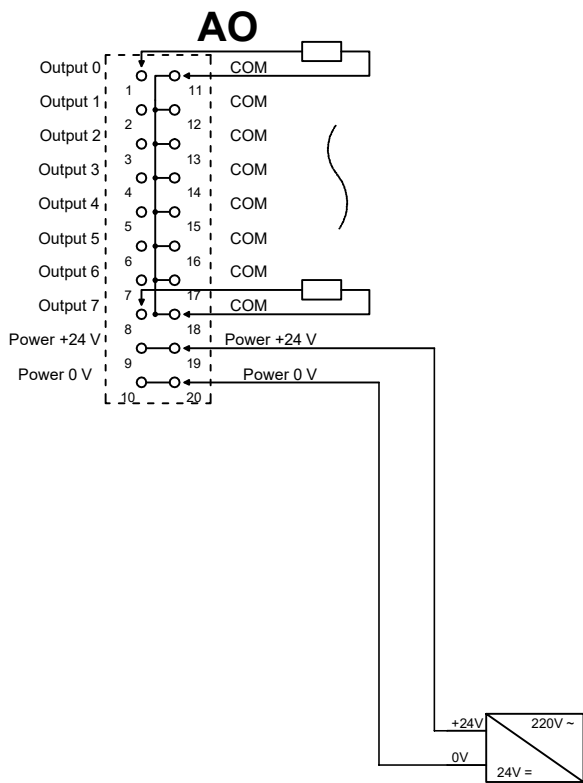 AO
Output 0 COM
1 11
Output 1 COM
2 12
Output 2 COM
3 13
Output 3 COM
4 14
Output 4 COM
5 15
Output 5 COM
6 16
Output 6 COM
7 17
Output 7 COM
8 18
Power +24 V Power +24 V
9 19
Power 0 V Power 0 V
10 20
+24V 220V ~
0V
24V =